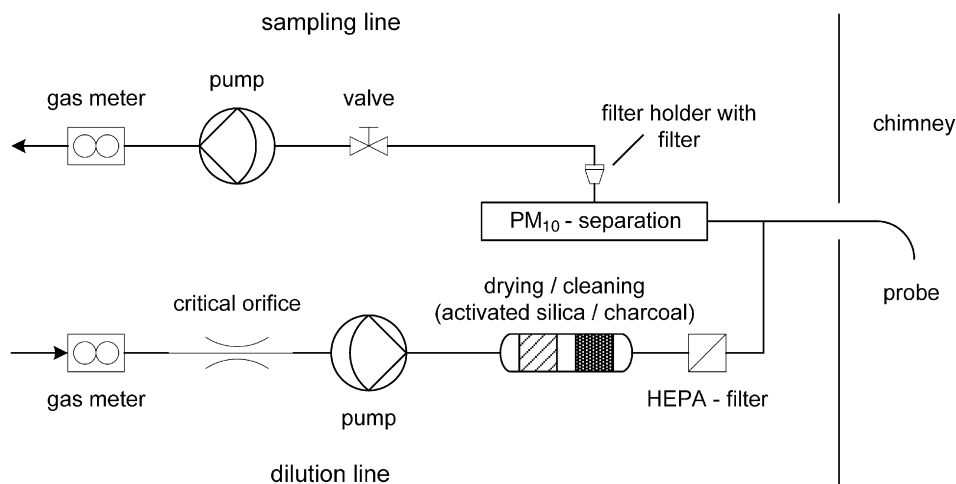 sampling line
pump
gas meter
valve
filter holder with
filter
chimney
PM₁₀ - separation
drying / cleaning
(activated silica / charcoal)
critical orifice
probe
gas meter
HEPA - filter
pump
dilution line